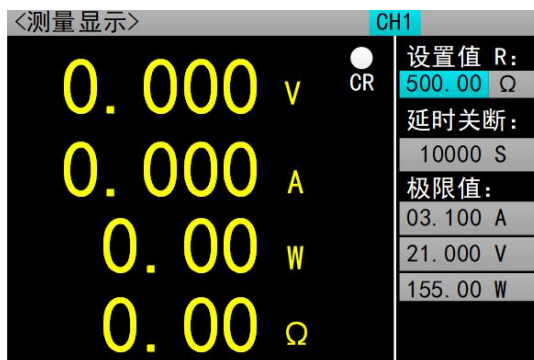 <测量显示> CH1
0.000 V
CR
0.000 A
0.00 W
0.00 Ω
设置值 R:
500.00 Ω
延时关断:
10000 S
极限值:
03.100 A
21.000 V
155.00 W